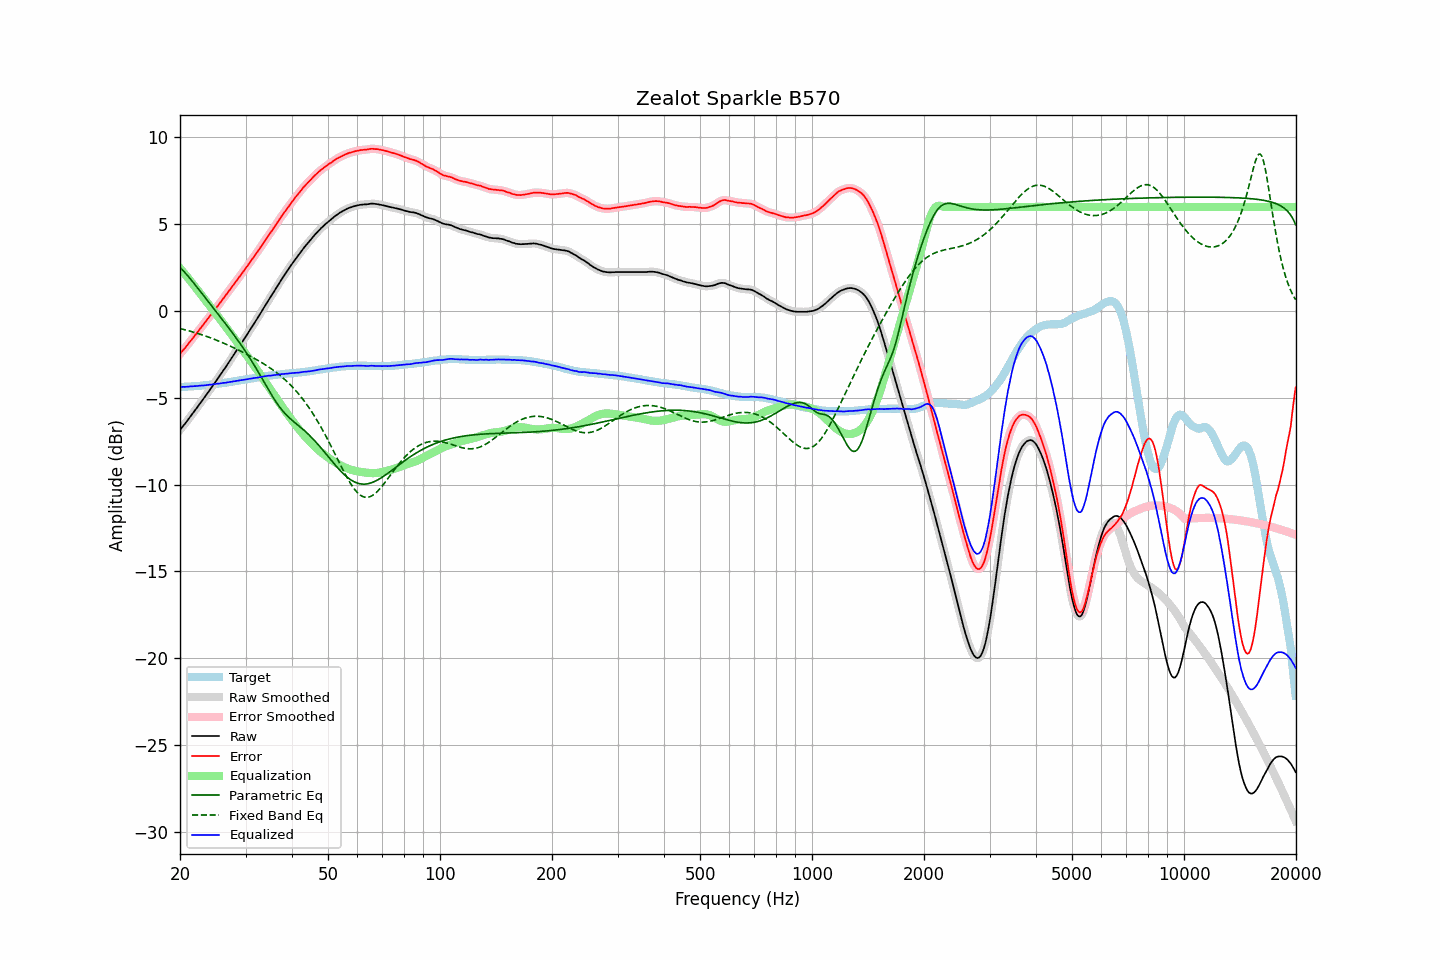 Zealot Sparkle B570
Amplitude (dBr)
10
5
0
−5
−10
−15
−20
−25
−30
Target
Raw Smoothed
Error Smoothed
Raw
Error
Equalization
Parametric Eq
Fixed Band Eq
Equalized
20 50 100 200 500 1000 2000 5000 10000 20000
Frequency (Hz)